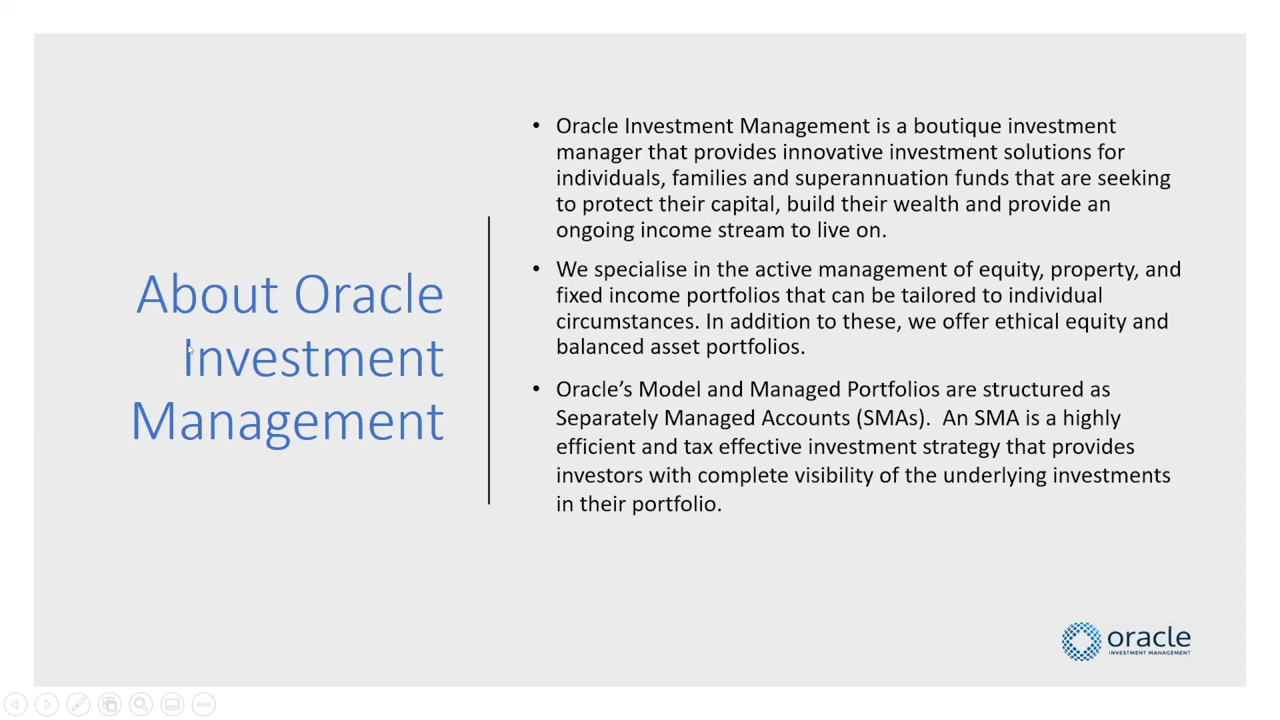 About Oracle
Investment
Management
• Oracle Investment Management is a boutique investment
manager that provides innovative investment solutions for
individuals, families and superannuation funds that are seeking
to protect their capital, build their wealth and provide an
ongoing income stream to live on.
• We specialise in the active management of equity, property, and
fixed income portfolios that can be tailored to individual
circumstances. In addition to these, we offer ethical equity and
balanced asset portfolios.
• Oracle’s Model and Managed Portfolios are structured as
Separately Managed Accounts (SMAs).  An SMA is a highly
efficient and tax effective investment strategy that provides
investors with complete visibility of the underlying investments
in their portfolio.
oracle
INVESTMENT MANAGEMENT